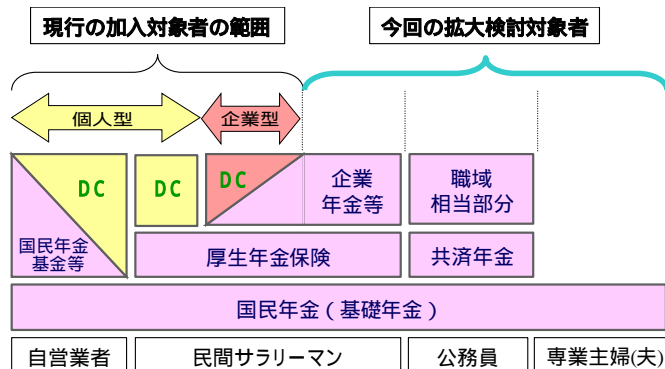 現行の加入対象者の範囲
今回の拡大検討対象者
個人型
企業型
DC
DC
DC
企業
年金等
職域
相当部分
国民年金
基金等
厚生年金保険
共済年金
国民年金(基礎年金)
自営業者
民間サラリーマン
公務員
専業主婦(夫)